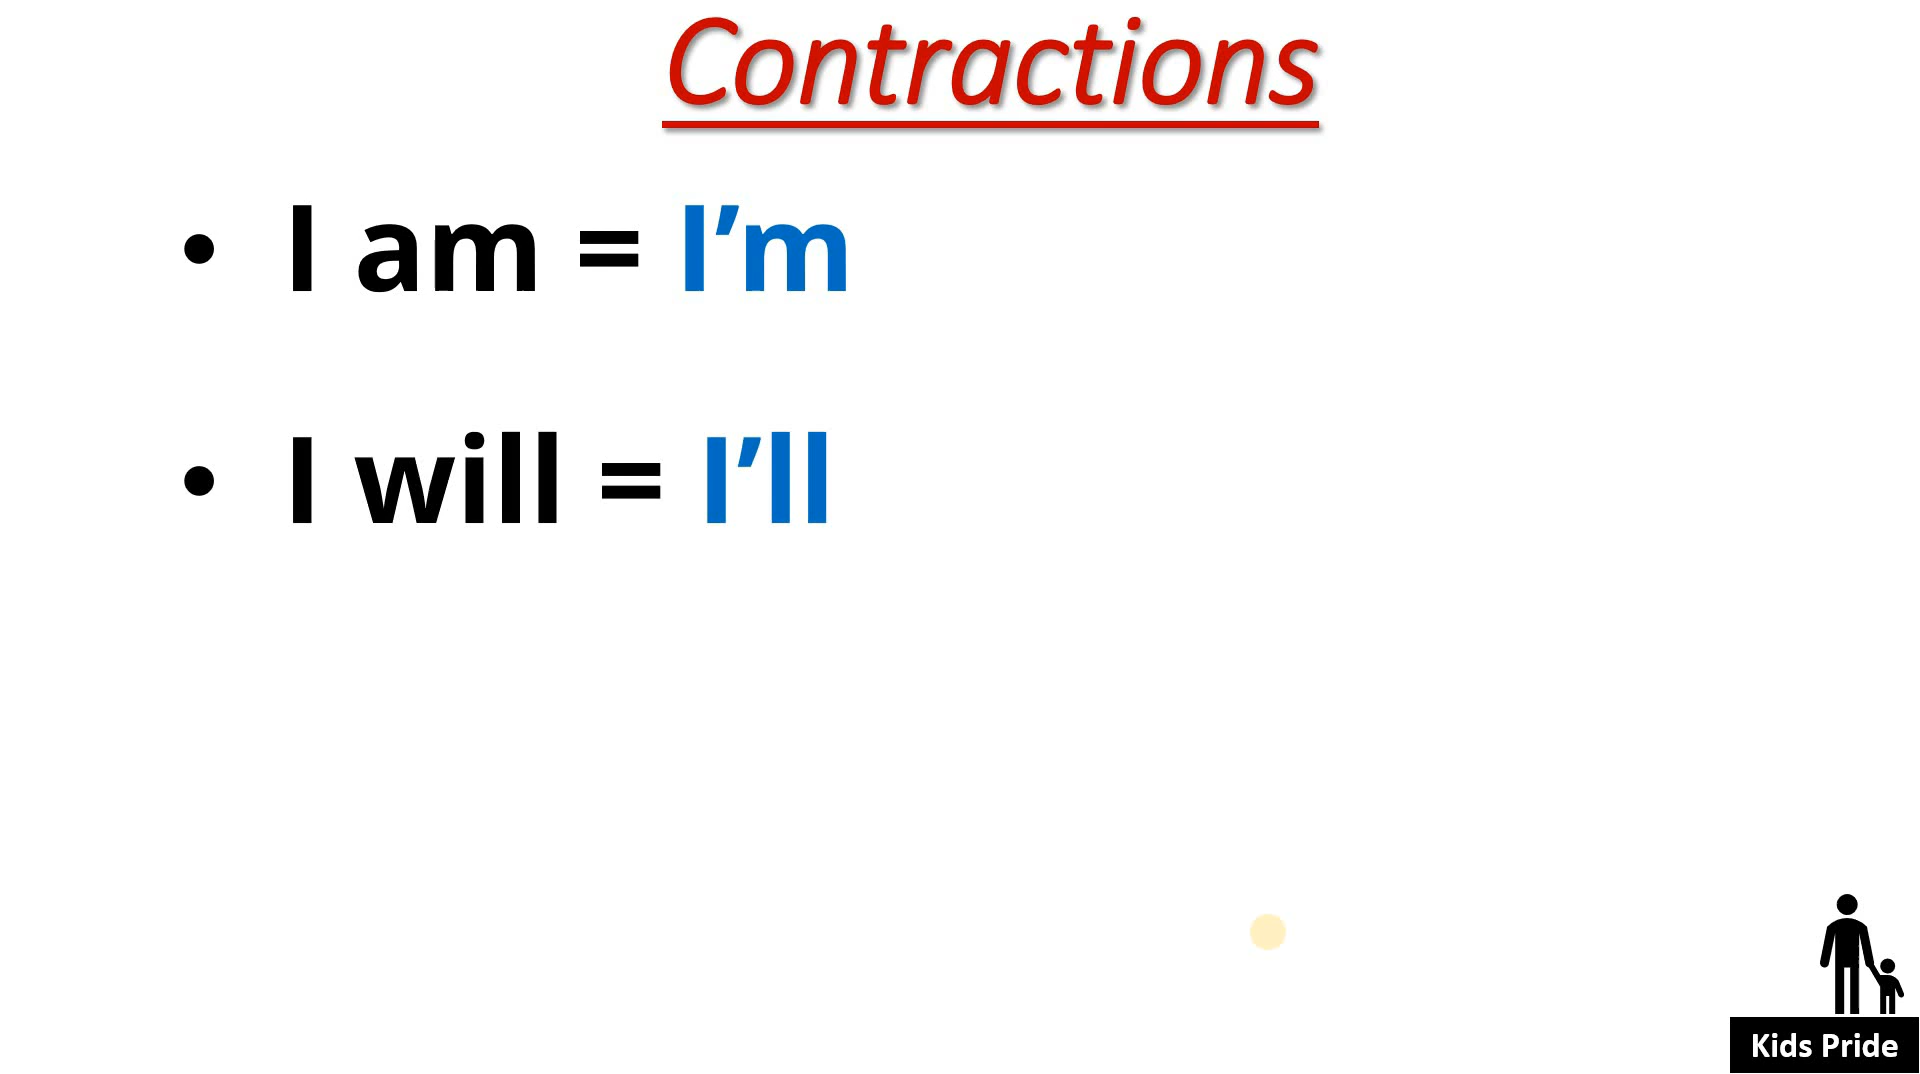 Contractions
• I am = I’m
• I will = I’ll
Kids Pride